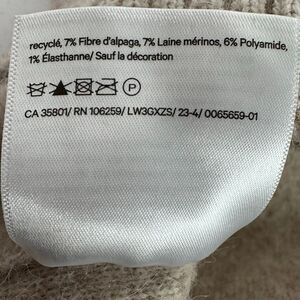 recyclé, 7% Fibre d'alpaga, 7% Laine mérinos, 6% Polyamide,
1% Élasthanne/ Sauf la décoration
P
CA 35801/ RN 106259/ LW3GXZS/ 23-4/ 0065659-01